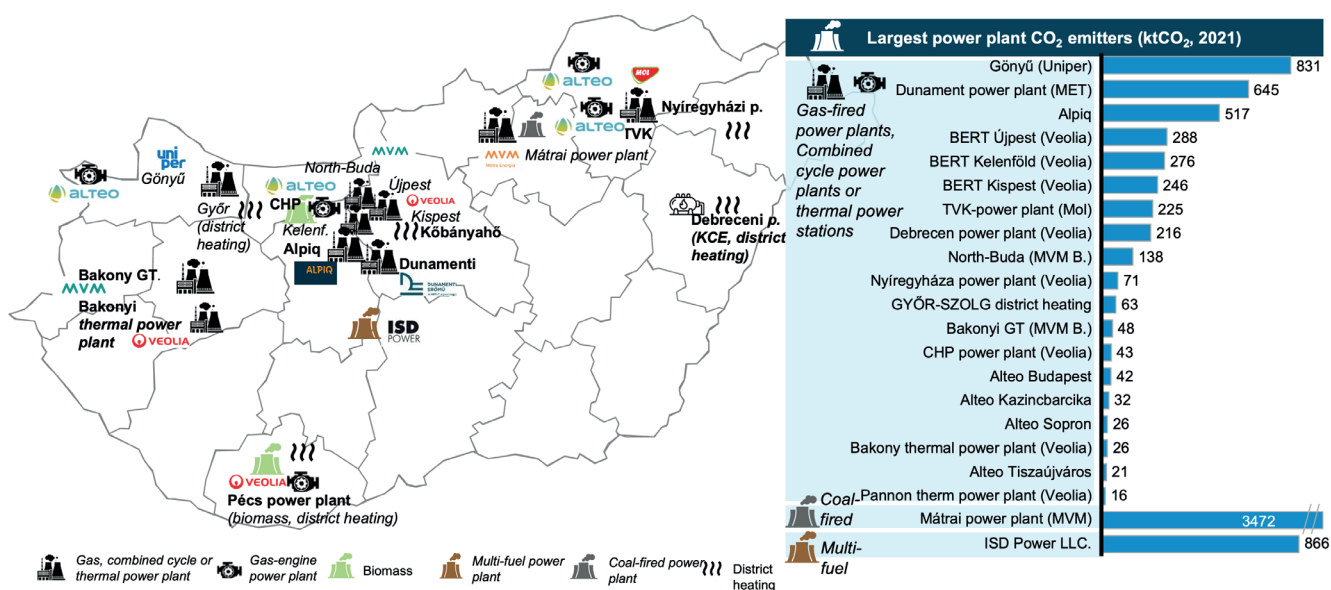 Largest power plant CO₂ emitters (ktCO₂, 2021)
Gas-fired
power plants,
Combined
cycle power
plants or
thermal power
stations
Gönyű (Uniper) 831
Dunament power plant (MET) 645
Alpiq 517
BERT Újpest (Veolia) 288
BERT Kelenföld (Veolia) 276
BERT Kispest (Veolia) 246
TVK-power plant (Mol) 225
Debrecen power plant (Veolia) 216
North-Buda (MVM B.) 138
Nyíregyháza power plant (Veolia) 71
GYŐR-SZOLG district heating 63
Bakonyi GT (MVM B.) 48
CHP power plant (Veolia) 43
Alteo Budapest 42
Alteo Kazincbarcika 32
Alteo Sopron 26
Bakony thermal power plant (Veolia) 26
Alteo Tiszaújváros 21
Pannon therm power plant (Veolia) 16
Coal-
fired
Mátrai power plant (MVM) 3472
Multi-
fuel
ISD Power LLC. 866
ALTEO
MOL
ALTEO
TVK
Nyíregyházi p.
MVM
Mátrai power plant
MVM
uni
per
Gönyű
ALTEO
Győr
(district
heating)
North-Buda
ALTEO
CHP
Kelenf.
Alpiq
ALPIQ
Újpest
VEOLIA
Kispest
Kőbányahő
Dunamenti
DUNAMENTI
ERŐMŰ
Debreceni p.
(KCE, district
heating)
Bakony GT.
MVM
Bakonyi
thermal power
plant
VEOLIA
ISD
POWER
VEOLIA
Pécs power plant
(biomass, district heating)
Gas, combined cycle or
thermal power plant
Gas-engine
power plant
Biomass
Multi-fuel power
plant
Coal-fired power
plant
District
heating